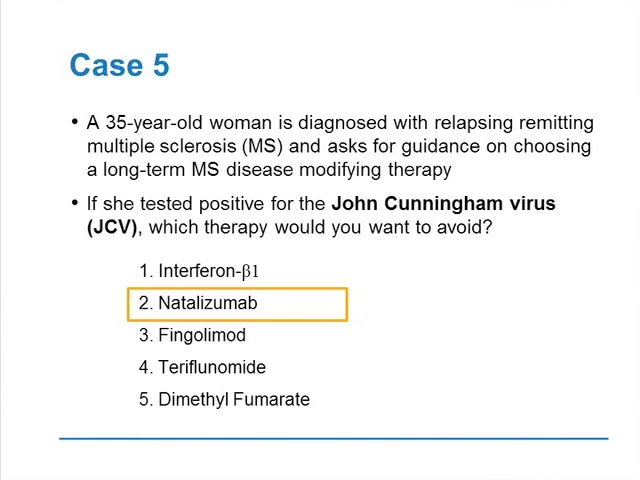 Case 5
• A 35-year-old woman is diagnosed with relapsing remitting
multiple sclerosis (MS) and asks for guidance on choosing
a long-term MS disease modifying therapy
• If she tested positive for the John Cunningham virus
(JCV), which therapy would you want to avoid?
1. Interferon-β1
2. Natalizumab
3. Fingolimod
4. Teriflunomide
5. Dimethyl Fumarate